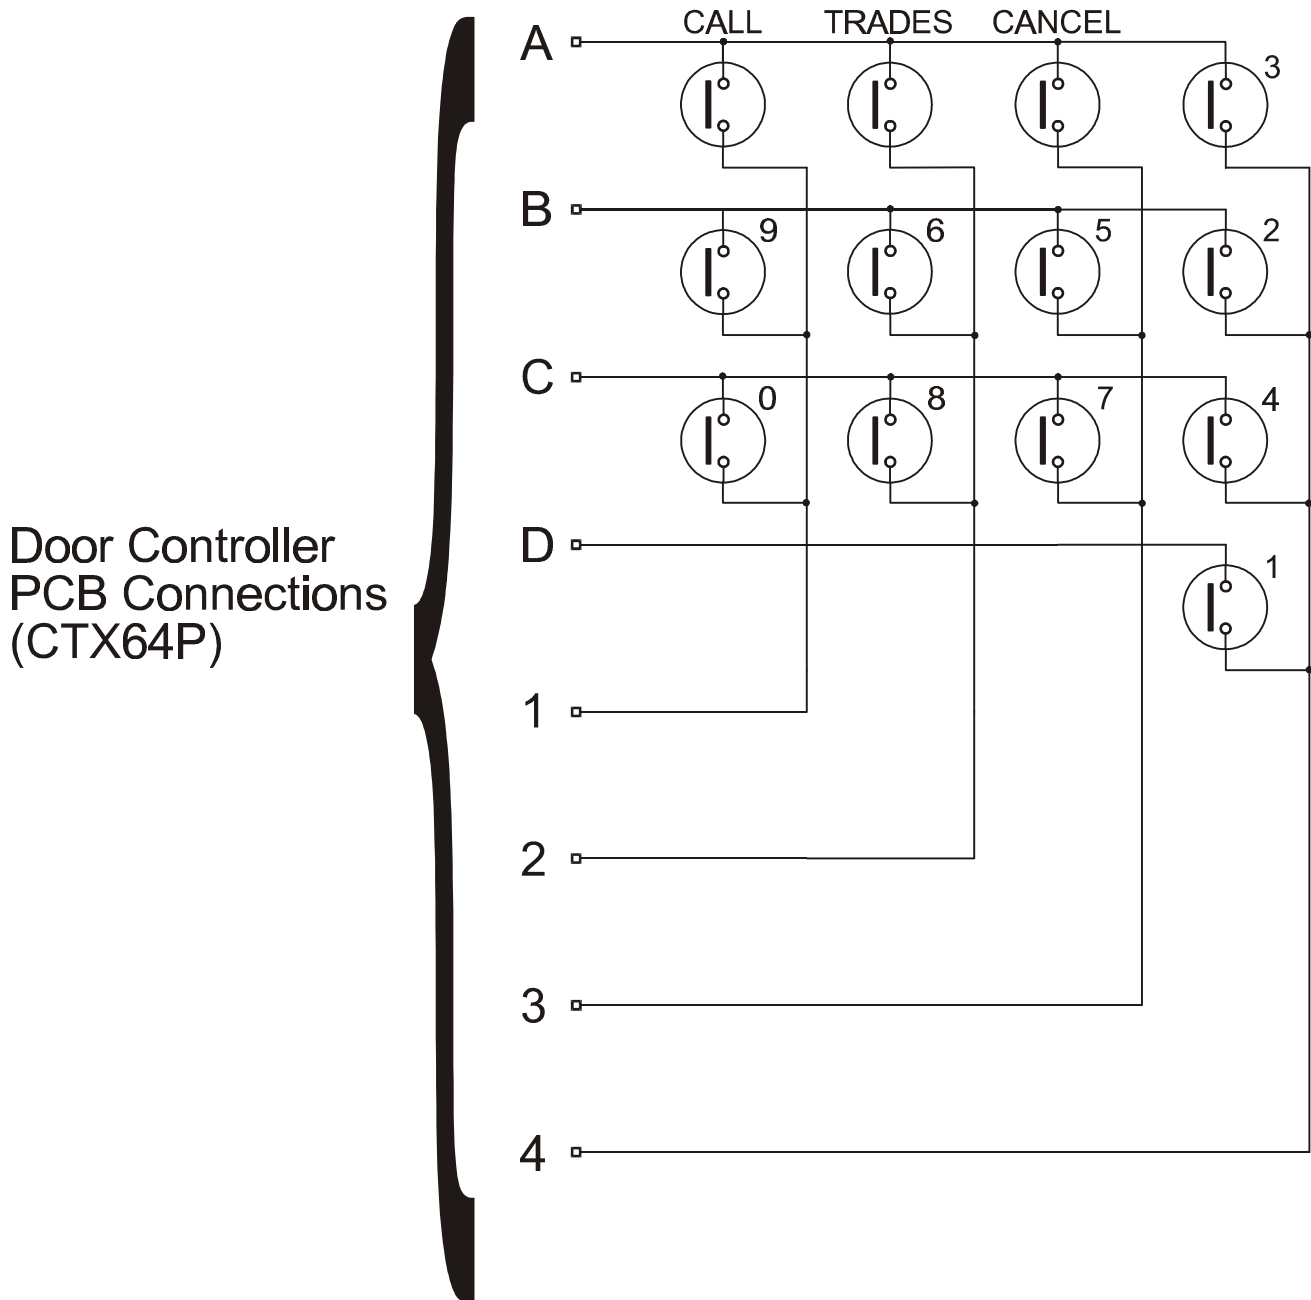 CALL TRADES CANCEL
A
3
B
9 6 5 2
C
0 8 7 4
Door Controller
PCB Connections
(CTX64P)
D
1
1
2
3
4